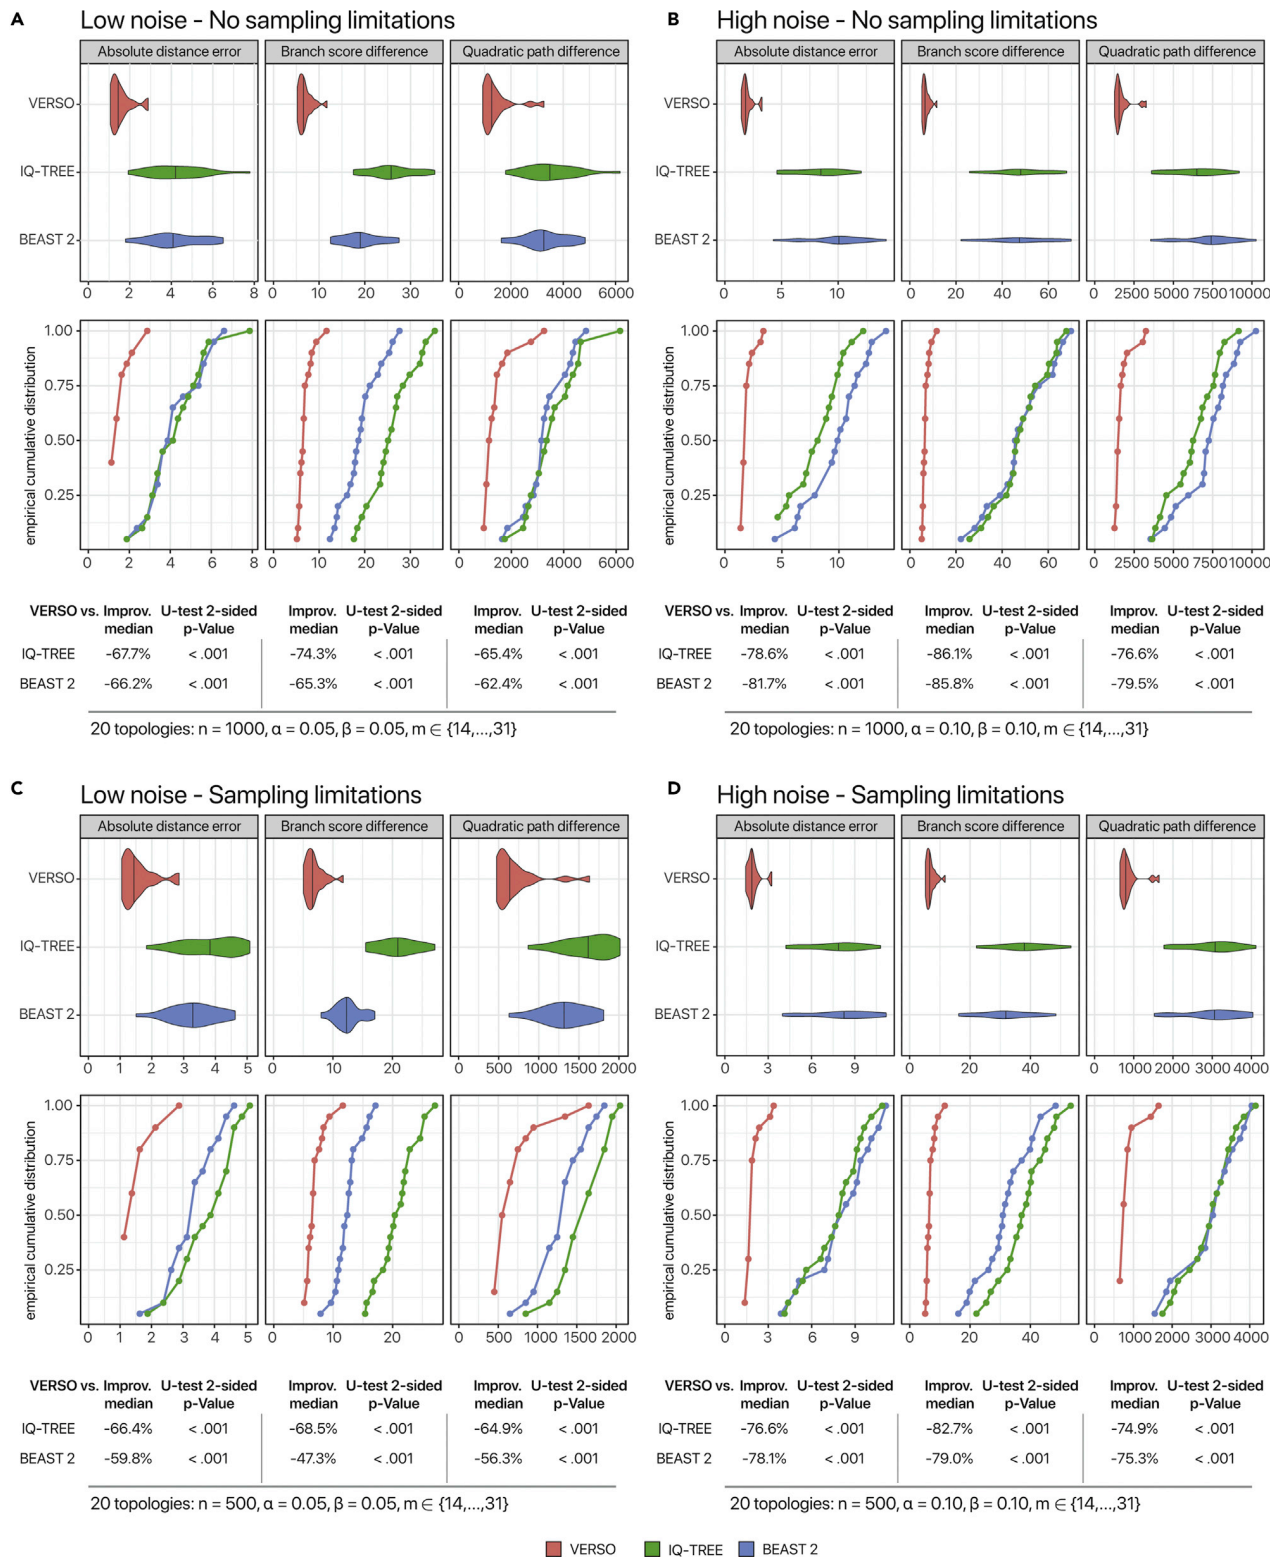 A
Low noise - No sampling limitations
Absolute distance error Branch score difference Quadratic path difference
VERSO
IQ-TREE
BEAST 2
0 2 4 6 8 0 10 20 30 0 2000 4000 6000
1.00
0.75
0.50
0.25
empirical cumulative distribution
0 2 4 6 8 0 10 20 30 0 2000 4000 6000
VERSO vs. Improv. U-test 2-sided Improv. U-test 2-sided Improv. U-test 2-sided
median p-Value median p-Value median p-Value
IQ-TREE -67.7% < .001 -74.3% < .001 -65.4% < .001
BEAST 2 -66.2% < .001 -65.3% < .001 -62.4% < .001
20 topologies: n = 1000, α = 0.05, β = 0.05, m ∈ {14,...,31}
B
High noise - No sampling limitations
Absolute distance error Branch score difference Quadratic path difference
VERSO
IQ-TREE
BEAST 2
0 5 10 0 20 40 60 0 2500 5000 7500 10000
1.00
0.75
0.50
0.25
empirical cumulative distribution
0 5 10 0 20 40 60 0 2500 5000 7500 10000
VERSO vs. Improv. U-test 2-sided Improv. U-test 2-sided Improv. U-test 2-sided
median p-Value median p-Value median p-Value
IQ-TREE -78.6% < .001 -86.1% < .001 -76.6% < .001
BEAST 2 -81.7% < .001 -85.8% < .001 -79.5% < .001
20 topologies: n = 1000, α = 0.10, β = 0.10, m ∈ {14,...,31}
C
Low noise - Sampling limitations
Absolute distance error Branch score difference Quadratic path difference
VERSO
IQ-TREE
BEAST 2
0 1 2 3 4 5 0 10 20 0 500 1000 1500 2000
1.00
0.75
0.50
0.25
empirical cumulative distribution
0 1 2 3 4 5 0 10 20 0 500 1000 1500 2000
VERSO vs. Improv. U-test 2-sided Improv. U-test 2-sided Improv. U-test 2-sided
median p-Value median p-Value median p-Value
IQ-TREE -66.4% < .001 -68.5% < .001 -64.9% < .001
BEAST 2 -59.8% < .001 -47.3% < .001 -56.3% < .001
20 topologies: n = 500, α = 0.05, β = 0.05, m ∈ {14,...,31}
D
High noise - Sampling limitations
Absolute distance error Branch score difference Quadratic path difference
VERSO
IQ-TREE
BEAST 2
0 3 6 9 0 20 40 0 1000 2000 3000 4000
1.00
0.75
0.50
0.25
empirical cumulative distribution
0 3 6 9 0 20 40 0 1000 2000 3000 4000
VERSO vs. Improv. U-test 2-sided Improv. U-test 2-sided Improv. U-test 2-sided
median p-Value median p-Value median p-Value
IQ-TREE -76.6% < .001 -82.7% < .001 -74.9% < .001
BEAST 2 -78.1% < .001 -79.0% < .001 -75.3% < .001
20 topologies: n = 500, α = 0.10, β = 0.10, m ∈ {14,...,31}
VERSO IQ-TREE BEAST 2